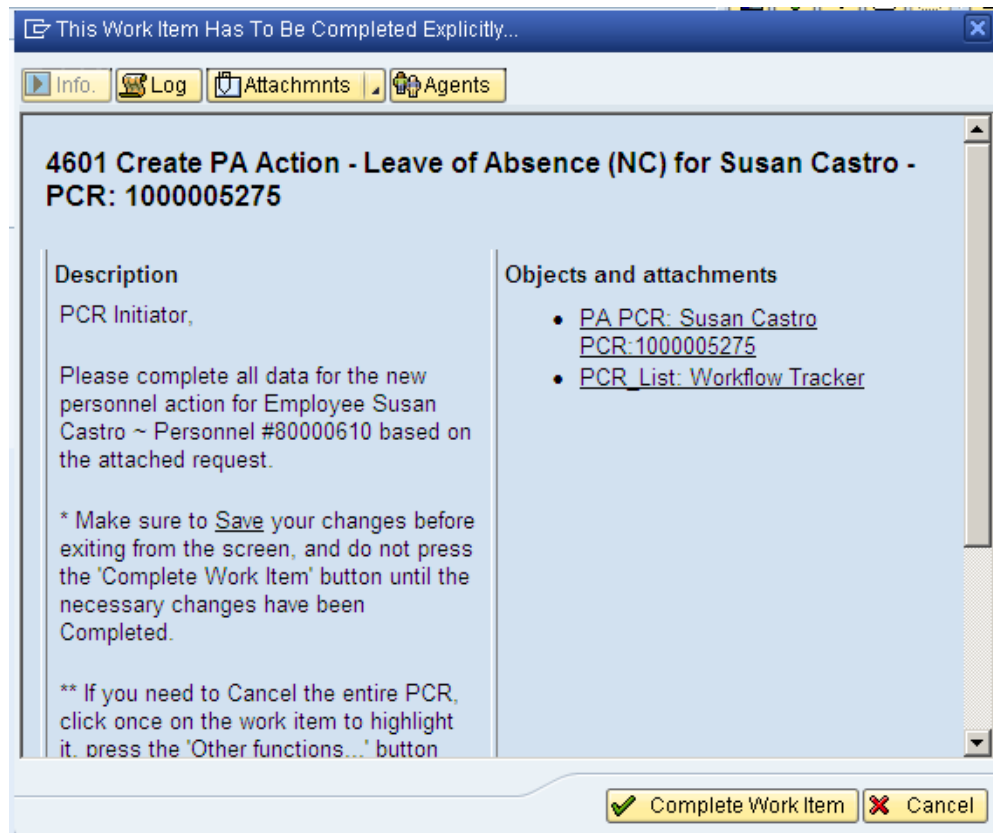 This Work Item Has To Be Completed Explicitly...
Info. Log Attachmnts Agents
4601 Create PA Action - Leave of Absence (NC) for Susan Castro -
PCR: 1000005275
Description
PCR Initiator,
Please complete all data for the new
personnel action for Employee Susan
Castro ~ Personnel #80000610 based on
the attached request.
* Make sure to Save your changes before
exiting from the screen, and do not press
the 'Complete Work Item' button until the
necessary changes have been
Completed.
** If you need to Cancel the entire PCR,
click once on the work item to highlight
it, press the 'Other functions...' button
Objects and attachments
PA PCR: Susan Castro
PCR:1000005275
PCR_List: Workflow Tracker
Complete Work Item Cancel